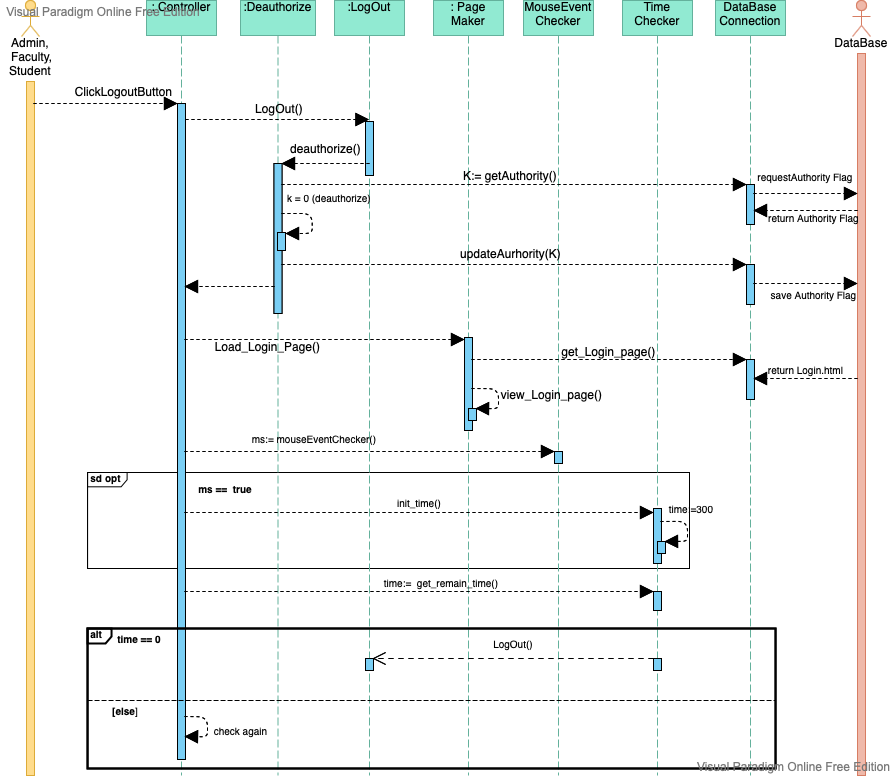 Visual Paradigm Online Free Edition
: Controller
:Deauthorize
:LogOut
: Page
Maker
MouseEvent
Checker
Time
Checker
DataBase
Connection
Admin,
Faculty,
Student
DataBase
ClickLogoutButton
LogOut()
deauthorize()
K:= getAuthority()
requestAuthority Flag
k = 0 (deauthorize)
return Authority Flag
updateAurhority(K)
save Authority Flag
Load_Login_Page()
get_Login_page()
return Login.html
view_Login_page()
ms:= mouseEventChecker()
sd opt
ms == true
init_time()
time =300
time:= get_remain_time()
alt
time == 0
LogOut()
[else]
check again
Visual Paradigm Online Free Edition